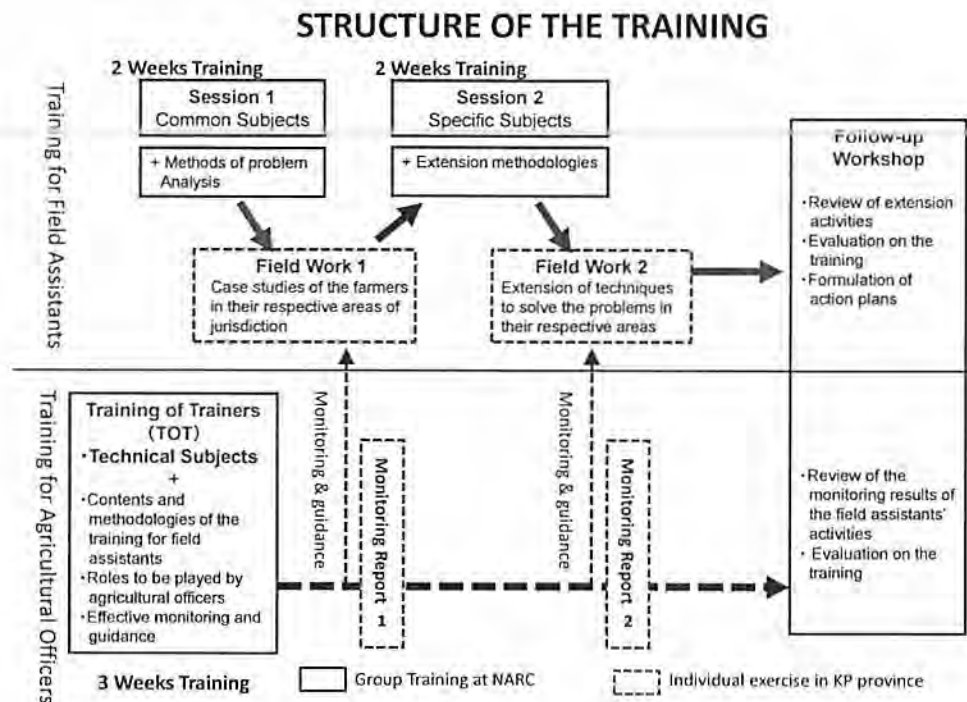 STRUCTURE OF THE TRAINING
Training for Field Assistants
2 Weeks Training
Session 1
Common Subjects
+ Methods of problem
Analysis
2 Weeks Training
Session 2
Specific Subjects
+ Extension methodologies
Field Work 1
Case studies of the farmers
in their respective areas of
jurisdiction
Field Work 2
Extension of techniques
to solve the problems in
their respective areas
Follow-up
Workshop
・Review of extension
activities
・Evaluation on the
training
・Formulation of
action plans
Training for Agricultural Officers
Training of Trainers
(TOT)
・Technical Subjects
+
・Contents and
methodologies of the
training for field
assistants
・Roles to be played by
agricultural officers
・Effective monitoring and
guidance
3 Weeks Training
Monitoring & guidance
Monitoring Report 1
Monitoring & guidance
Monitoring Report 2
・Review of the
monitoring results of
the field assistants'
activities
・Evaluation on the
training
Group Training at NARC
Individual exercise in KP province